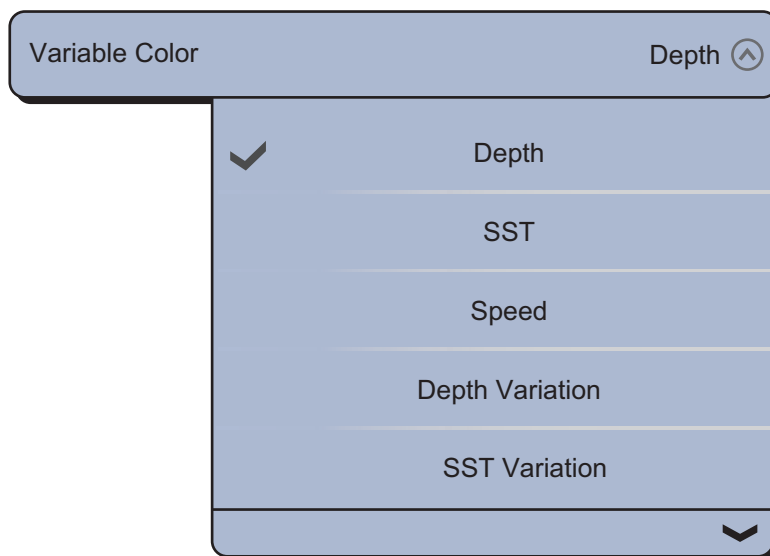 Variable Color Depth
Depth
SST
Speed
Depth Variation
SST Variation